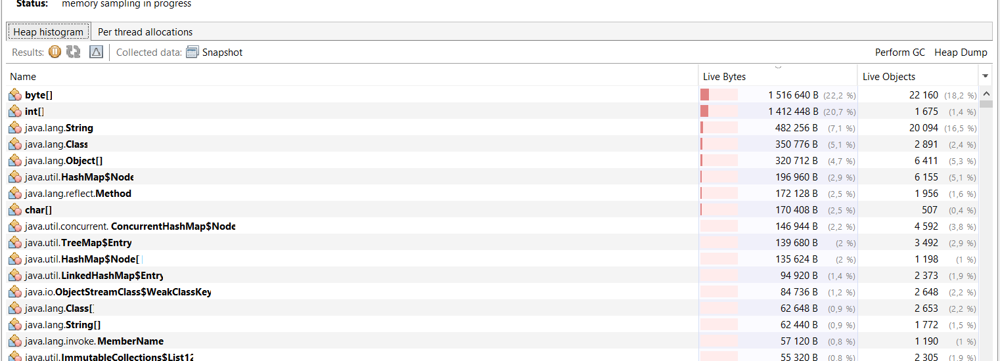 Status: memory sampling in progress
Heap histogram Per thread allocations
Results: Collected data: Snapshot Perform GC Heap Dump
Name Live Bytes Live Objects
byte[] 1 516 640 B (22,2 %) 22 160 (18,2 %)
int[] 1 412 448 B (20,7 %) 1 675 (1,4 %)
java.lang.String 482 256 B (7,1 %) 20 094 (16,5 %)
java.lang.Class 350 776 B (5,1 %) 2 891 (2,4 %)
java.lang.Object[] 320 712 B (4,7 %) 6 411 (5,3 %)
java.util.HashMap$Node 196 960 B (2,9 %) 6 155 (5,1 %)
java.lang.reflect.Method 172 128 B (2,5 %) 1 956 (1,6 %)
char[] 170 408 B (2,5 %) 507 (0,4 %)
java.util.concurrent. ConcurrentHashMap$Node 146 944 B (2,2 %) 4 592 (3,8 %)
java.util.TreeMap$Entry 139 680 B (2 %) 3 492 (2,9 %)
java.util.HashMap$Node[ 135 624 B (2 %) 1 198 (1 %)
java.util.LinkedHashMap$Entry 94 920 B (1,4 %) 2 373 (1,9 %)
java.io.ObjectStreamClass$WeakClassKey 84 736 B (1,2 %) 2 648 (2,2 %)
java.lang.Class[] 62 648 B (0,9 %) 2 653 (2,2 %)
java.lang.String[] 62 440 B (0,9 %) 1 772 (1,5 %)
java.lang.invoke. MemberName 57 120 B (0,8 %) 1 190 (1 %)
java.util.ImmutableCollections$List12 55 320 B (0,8 %) 2 305 (1,9 %)